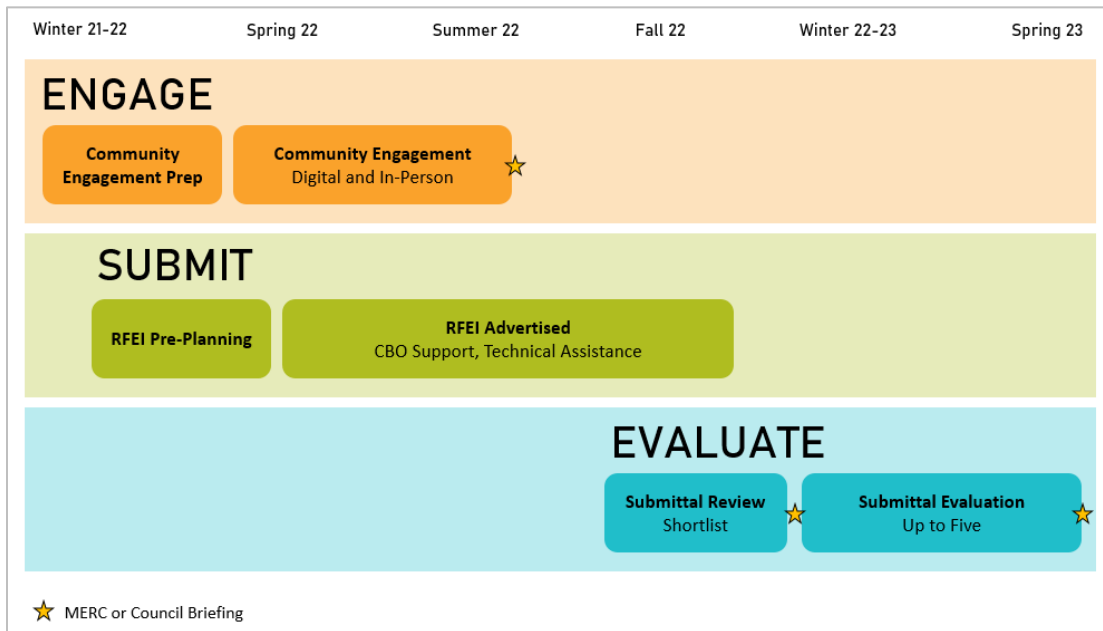 Winter 21-22 Spring 22 Summer 22 Fall 22 Winter 22-23 Spring 23
ENGAGE
Community
Engagement Prep
Community Engagement
Digital and In-Person
SUBMIT
RFEI Pre-Planning
RFEI Advertised
CBO Support, Technical Assistance
EVALUATE
Submittal Review
Shortlist
Submittal Evaluation
Up to Five
MERC or Council Briefing